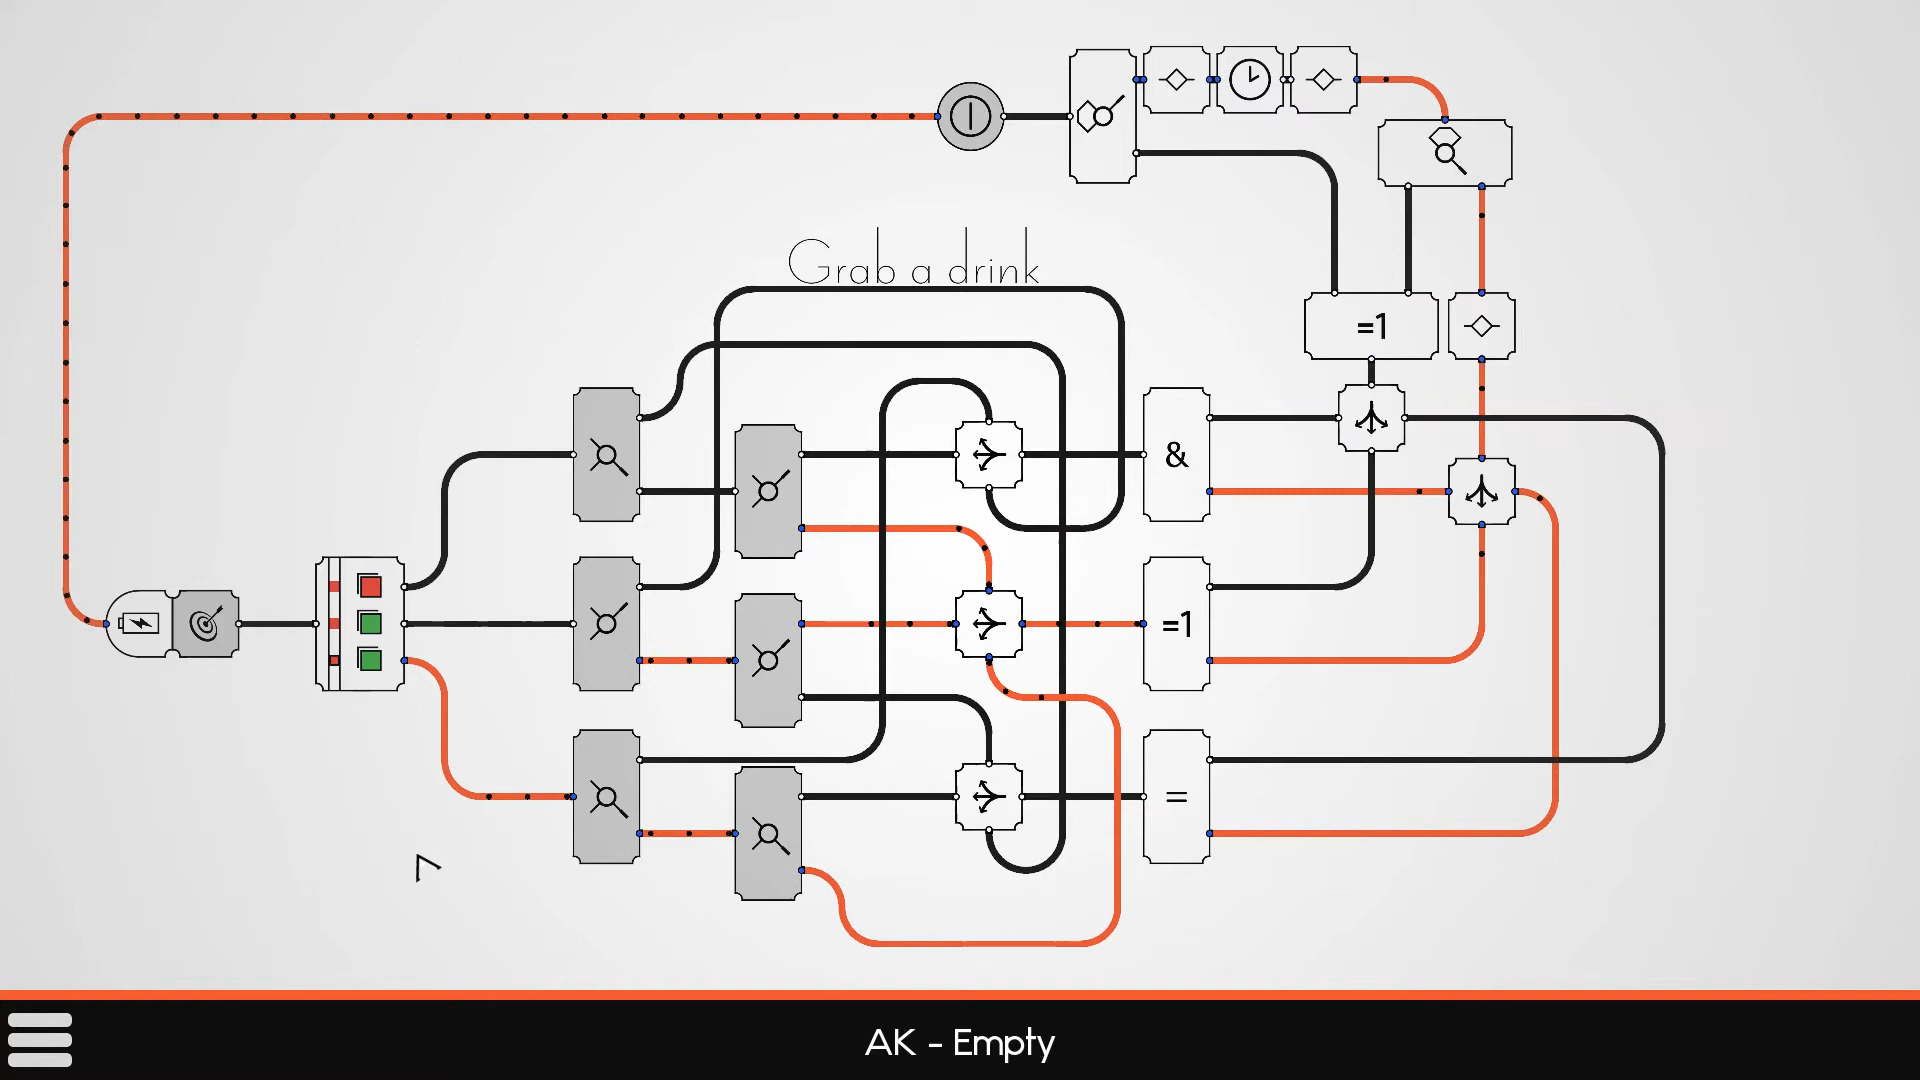 Grab a drink
=1
&
=1
=
AK - Empty